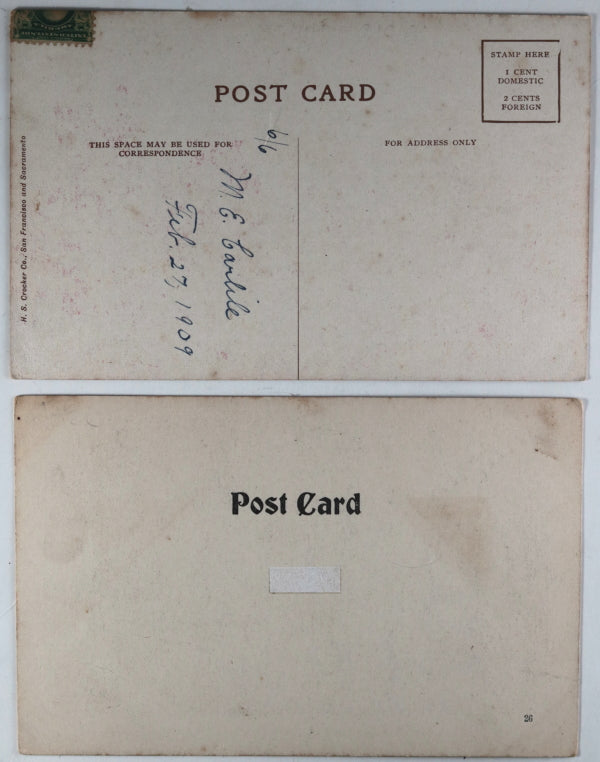 POST CARD
STAMP HERE
1 CENT
DOMESTIC
2 CENTS
FOREIGN
THIS SPACE MAY BE USED FOR
CORRESPONDENCE
FOR ADDRESS ONLY
6/6
M. E. Carlile
Feb. 27, 1909
H. S. Crocker Co., San Francisco and Sacramento
Post Card
26